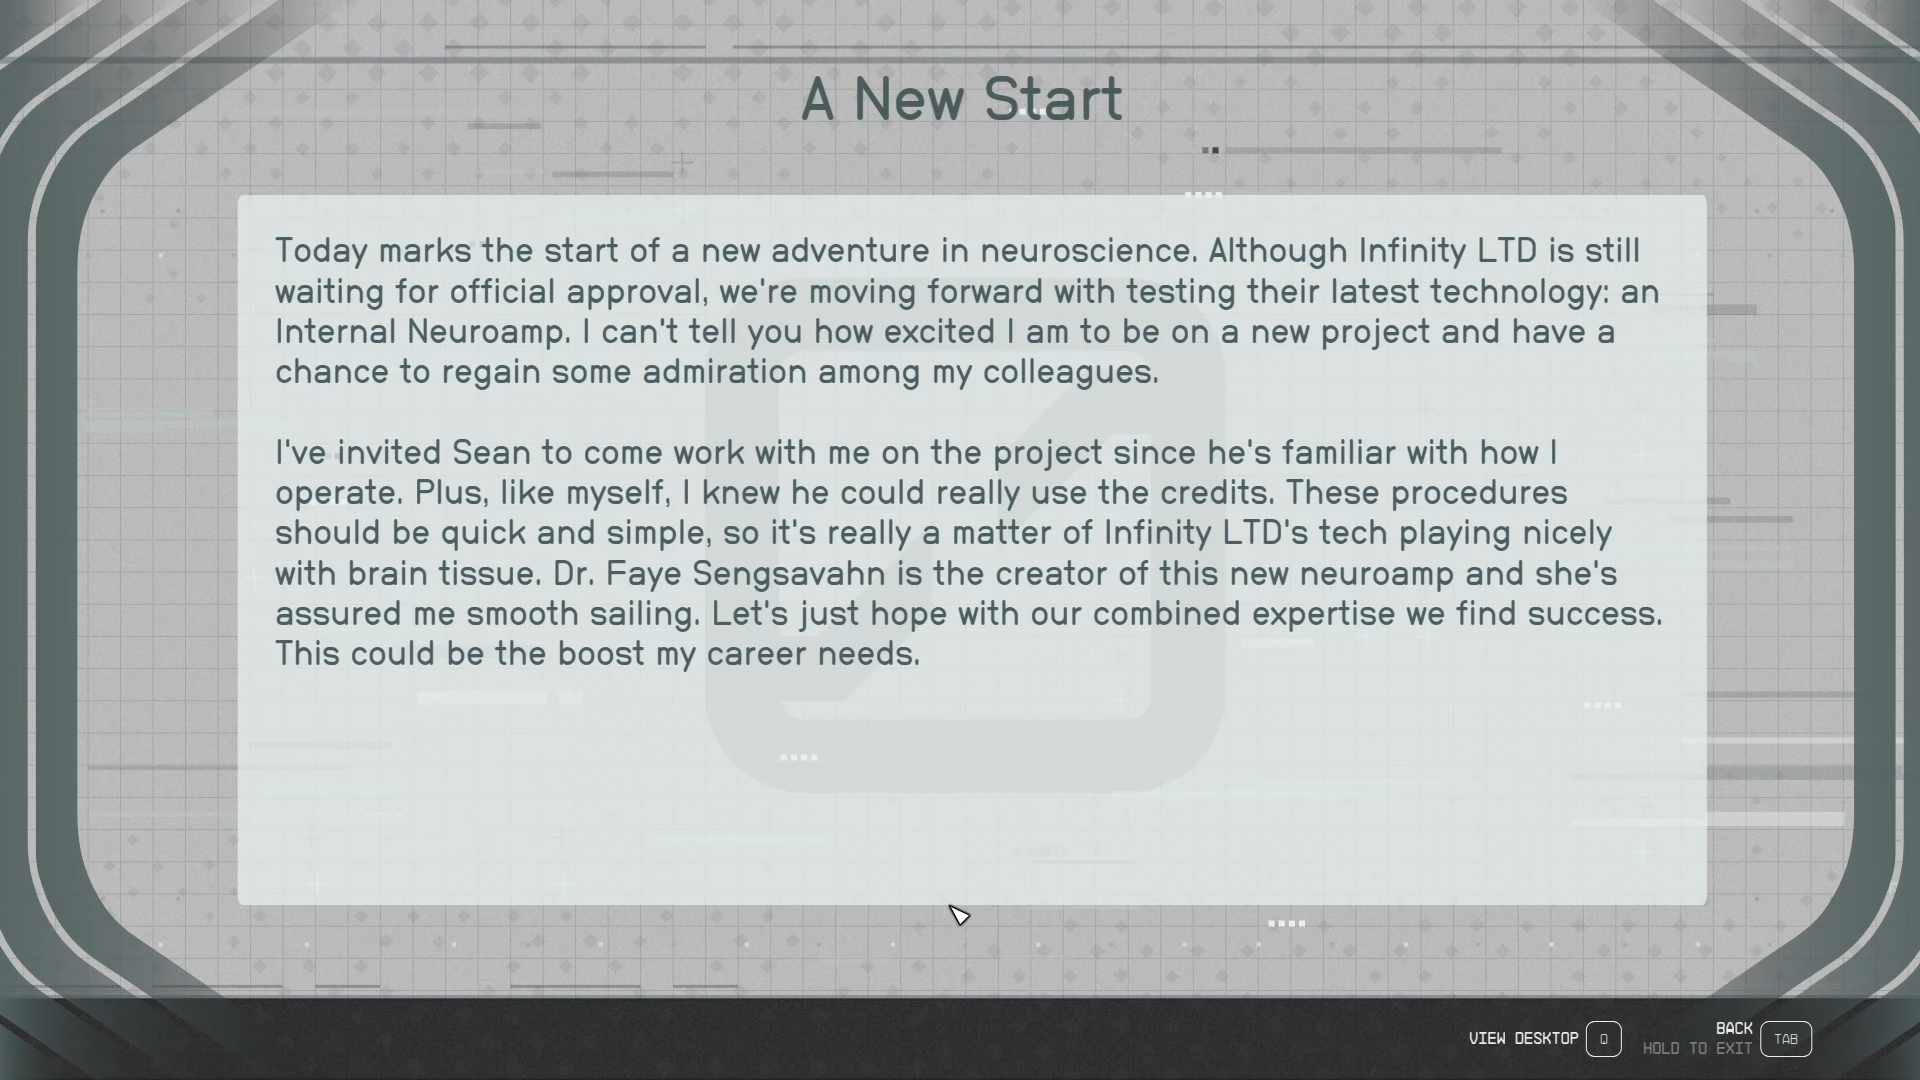 A New Start
Today marks the start of a new adventure in neuroscience. Although Infinity LTD is still
waiting for official approval, we're moving forward with testing their latest technology: an
Internal Neuroamp. I can't tell you how excited I am to be on a new project and have a
chance to regain some admiration among my colleagues.
I've invited Sean to come work with me on the project since he's familiar with how I
operate. Plus, like myself, I knew he could really use the credits. These procedures
should be quick and simple, so it's really a matter of Infinity LTD's tech playing nicely
with brain tissue. Dr. Faye Sengsavahn is the creator of this new neuroamp and she's
assured me smooth sailing. Let's just hope with our combined expertise we find success.
This could be the boost my career needs.
VIEW DESKTOP Q
BACK
HOLD TO EXIT TAB